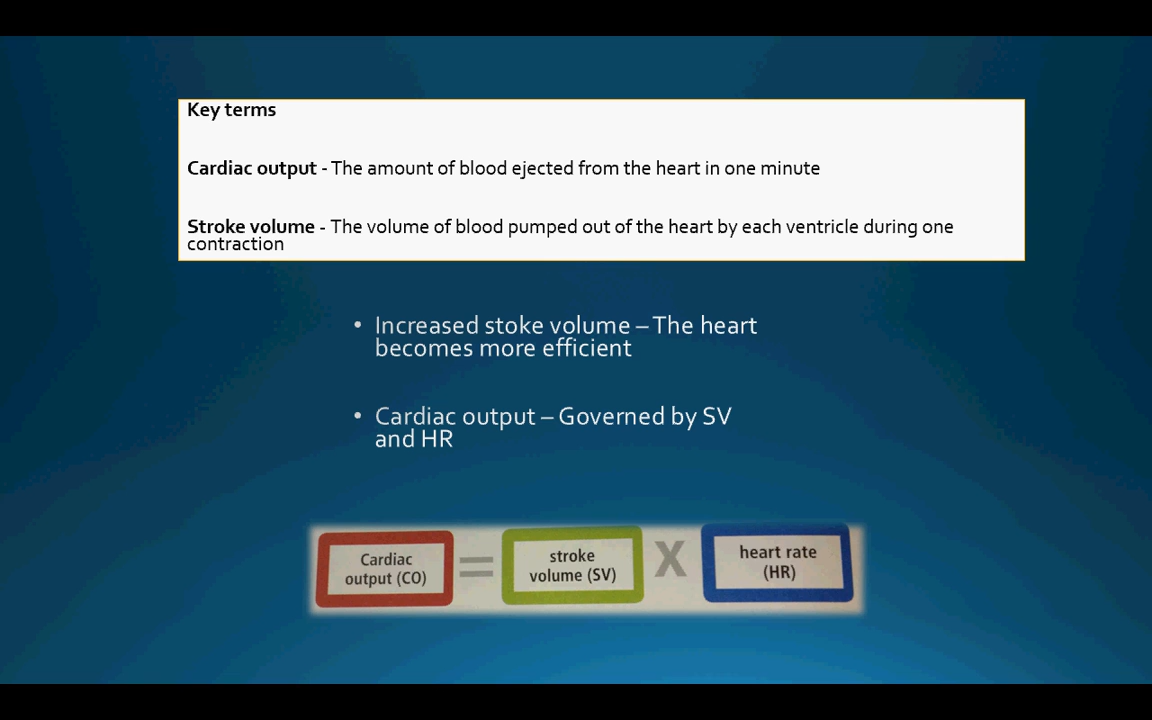 Key terms
Cardiac output - The amount of blood ejected from the heart in one minute
Stroke volume - The volume of blood pumped out of the heart by each ventricle during one
contraction
• Increased stoke volume – The heart
becomes more efficient
• Cardiac output – Governed by SV
and HR
Cardiac
output (CO)
=
stroke
volume (SV)
X
heart rate
(HR)